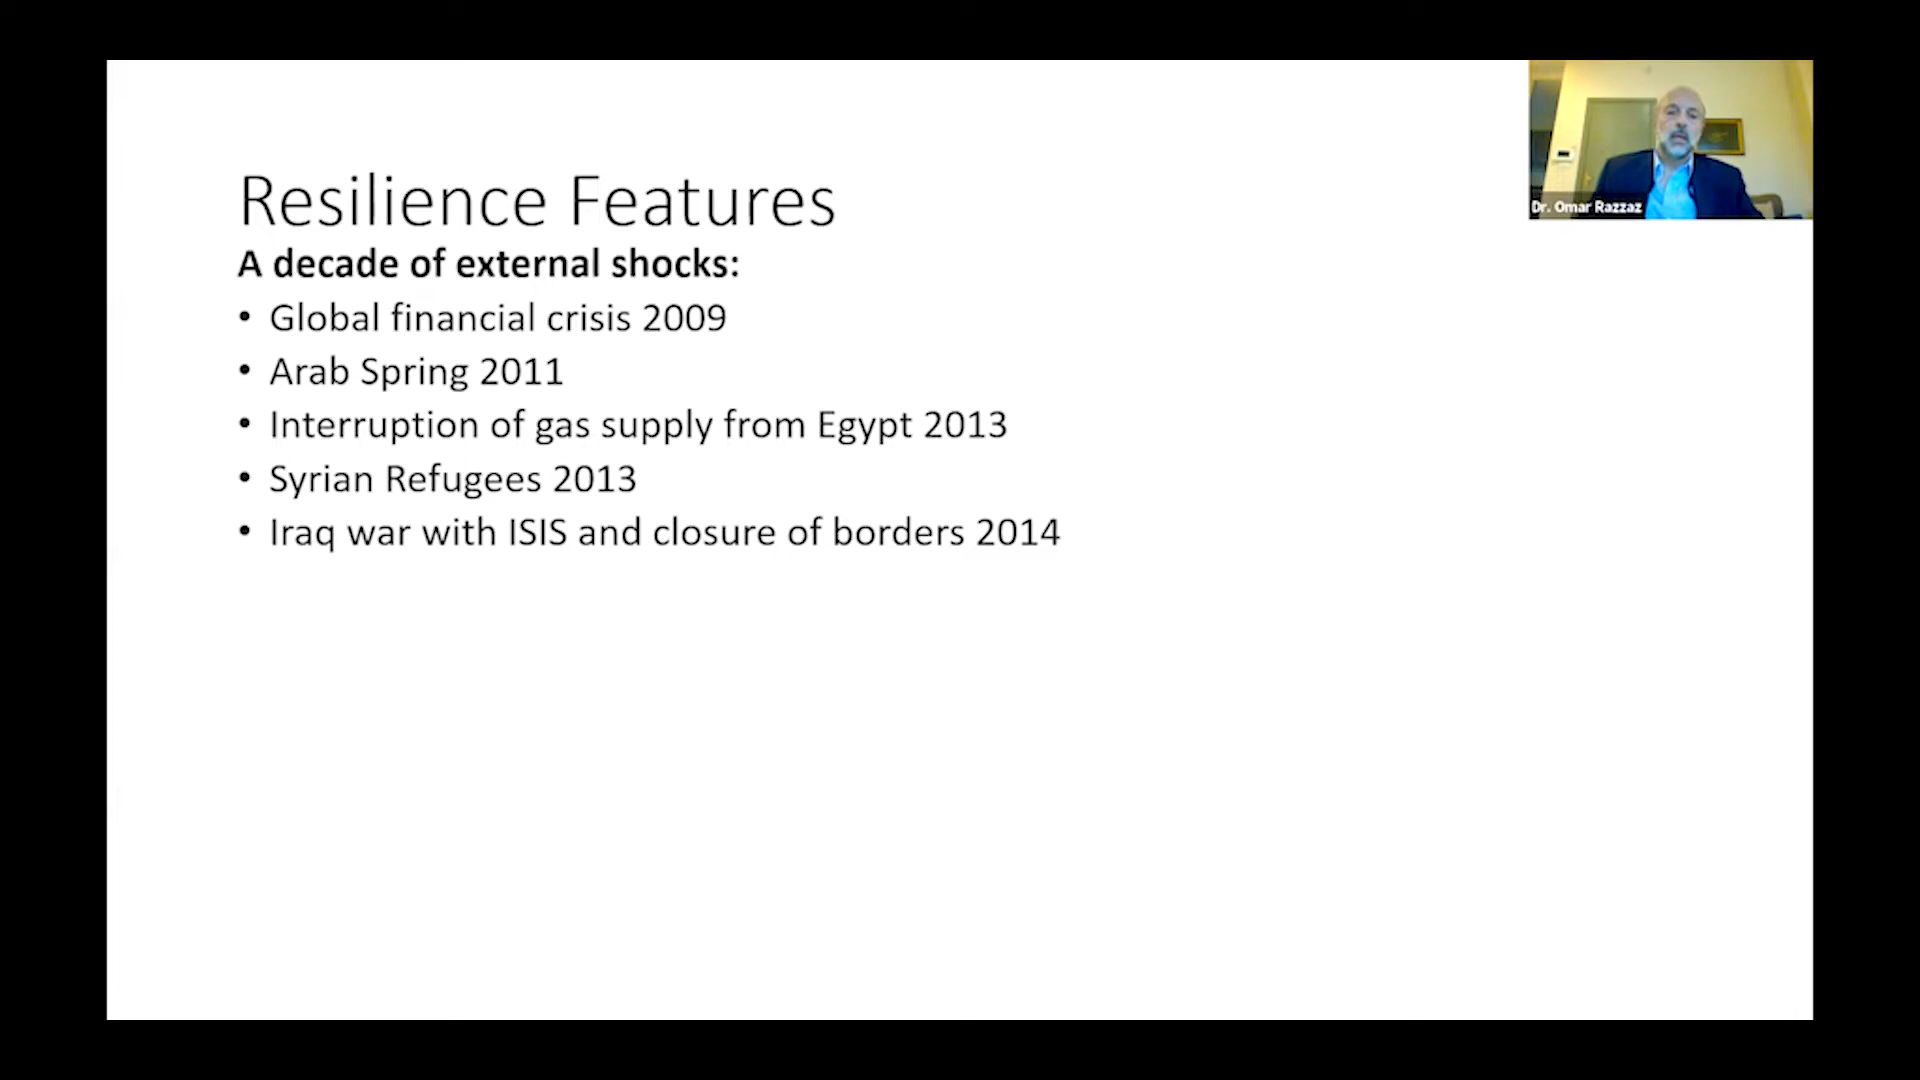 Resilience Features
A decade of external shocks:
• Global financial crisis 2009
• Arab Spring 2011
• Interruption of gas supply from Egypt 2013
• Syrian Refugees 2013
• Iraq war with ISIS and closure of borders 2014
Dr. Omar Razzaz